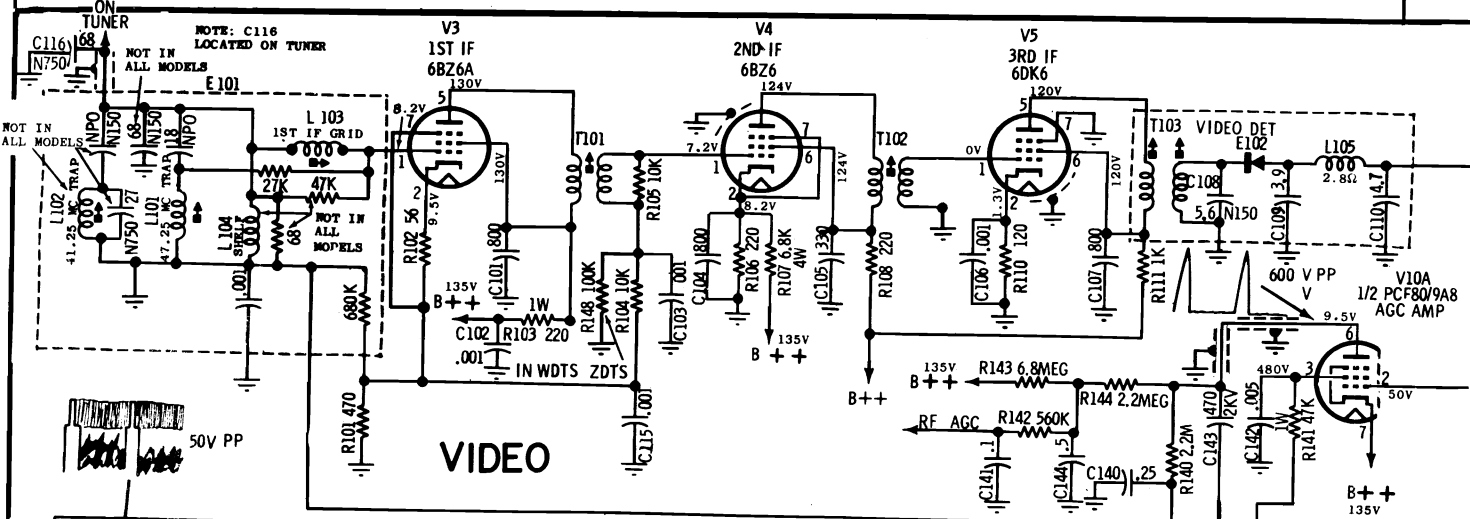 ON
TUNER
C116
68
N750
NOTE: C116
LOCATED ON TUNER
NOT IN
ALL MODELS
E101
NOT IN
ALL MODELS
NPO
N150
68
N150
18
NPO
L103
1ST IF GRID
27K
47K
L102
41.25 MC TRAP
N750
27
L101
47.25 MC TRAP
L104
SHELF
68
NOT IN
ALL
MODELS
.001
680K
V3
1ST IF
6BZ6A
130V
5
8.2V
7
1
2
9.5V
130V
R102 56
C101
800
B++
135V
C102
.001
1W
R103 220
IN WDTS ZDTS
R101 470
T101
R105 10K
R148 100K
R104 10K
C103
.001
C115
.001
V4
2ND IF
6BZ6
124V
5
7
6
7.2V
1
2
8.2V
124V
C104
800
R106 220
R107 6.8K
4W
C105
330
B++
135V
T102
R108 220
B++
V5
3RD IF
6DK6
120V
5
7
6
0V
1
2
1.3V
120V
C106
.001
R110 120
C107
800
R111 1K
T103
VIDEO DET
E102
L105
2.8Ω
C108
5.6 N150
C109
3.9
C110
4.7
600 V PP
V
V10A
1/2 PCF80/9A8
AGC AMP
9.5V
6
480V
3
2
50V
7
135V
B++
R143 6.8MEG
R144 2.2MEG
RF AGC
R142 560K
C141
.1
C144
.5
C140
.25
R140 2.2M
C143
470
2KV
C142
.005
1W
R141 47K
B++
135V
50V PP
VIDEO